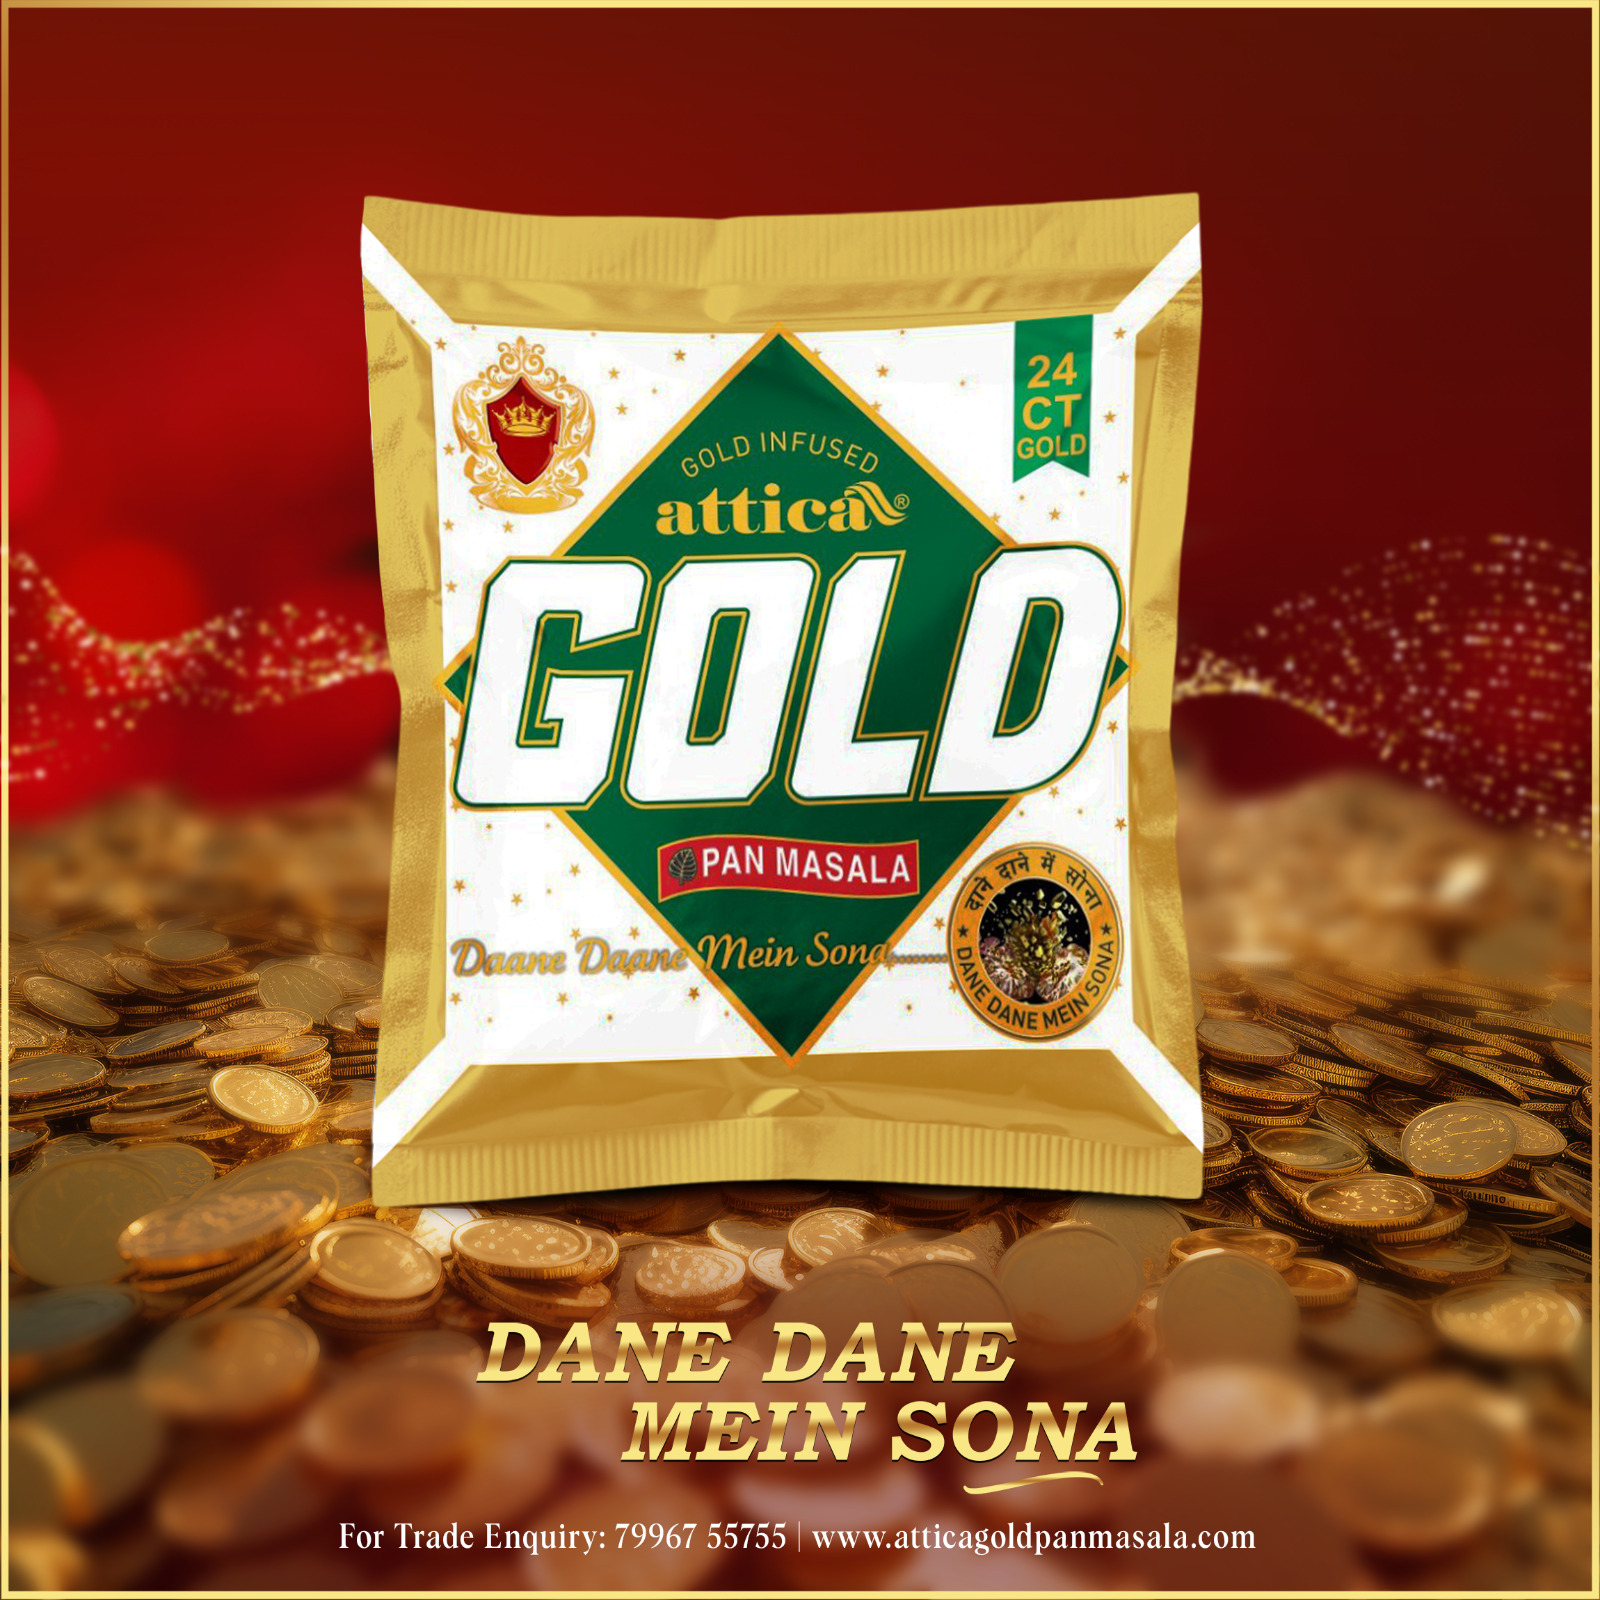 24
CT
GOLD
GOLD INFUSED
attica®
GOLD
PAN MASALA
Daane Daane Mein Sona........
दाने दाने में सोना
★ DANE DANE MEIN SONA ★
DANE DANE
MEIN SONA
For Trade Enquiry: 79967 55755 | www.atticagoldpanmasala.com